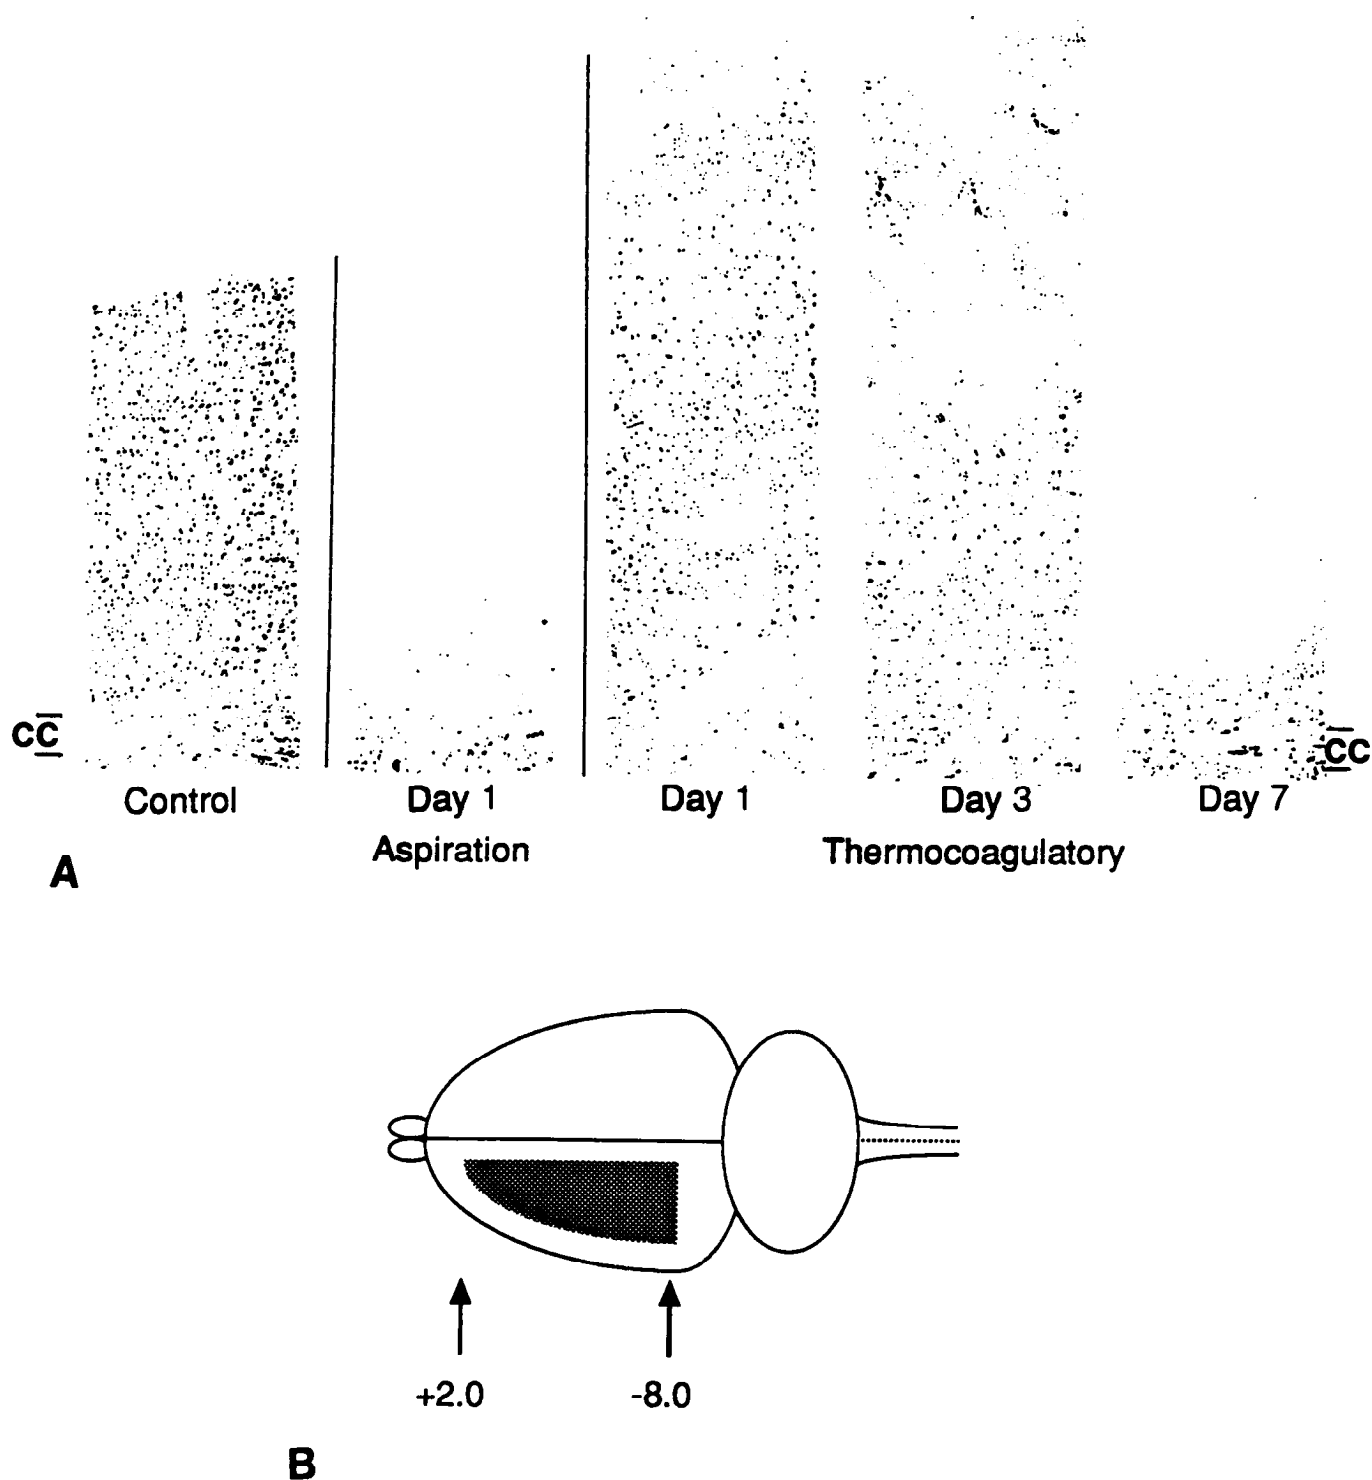 CC
CC
Control
Day 1
Day 1
Day 3
Day 7
Aspiration
Thermocoagulatory
A
+2.0
-8.0
B